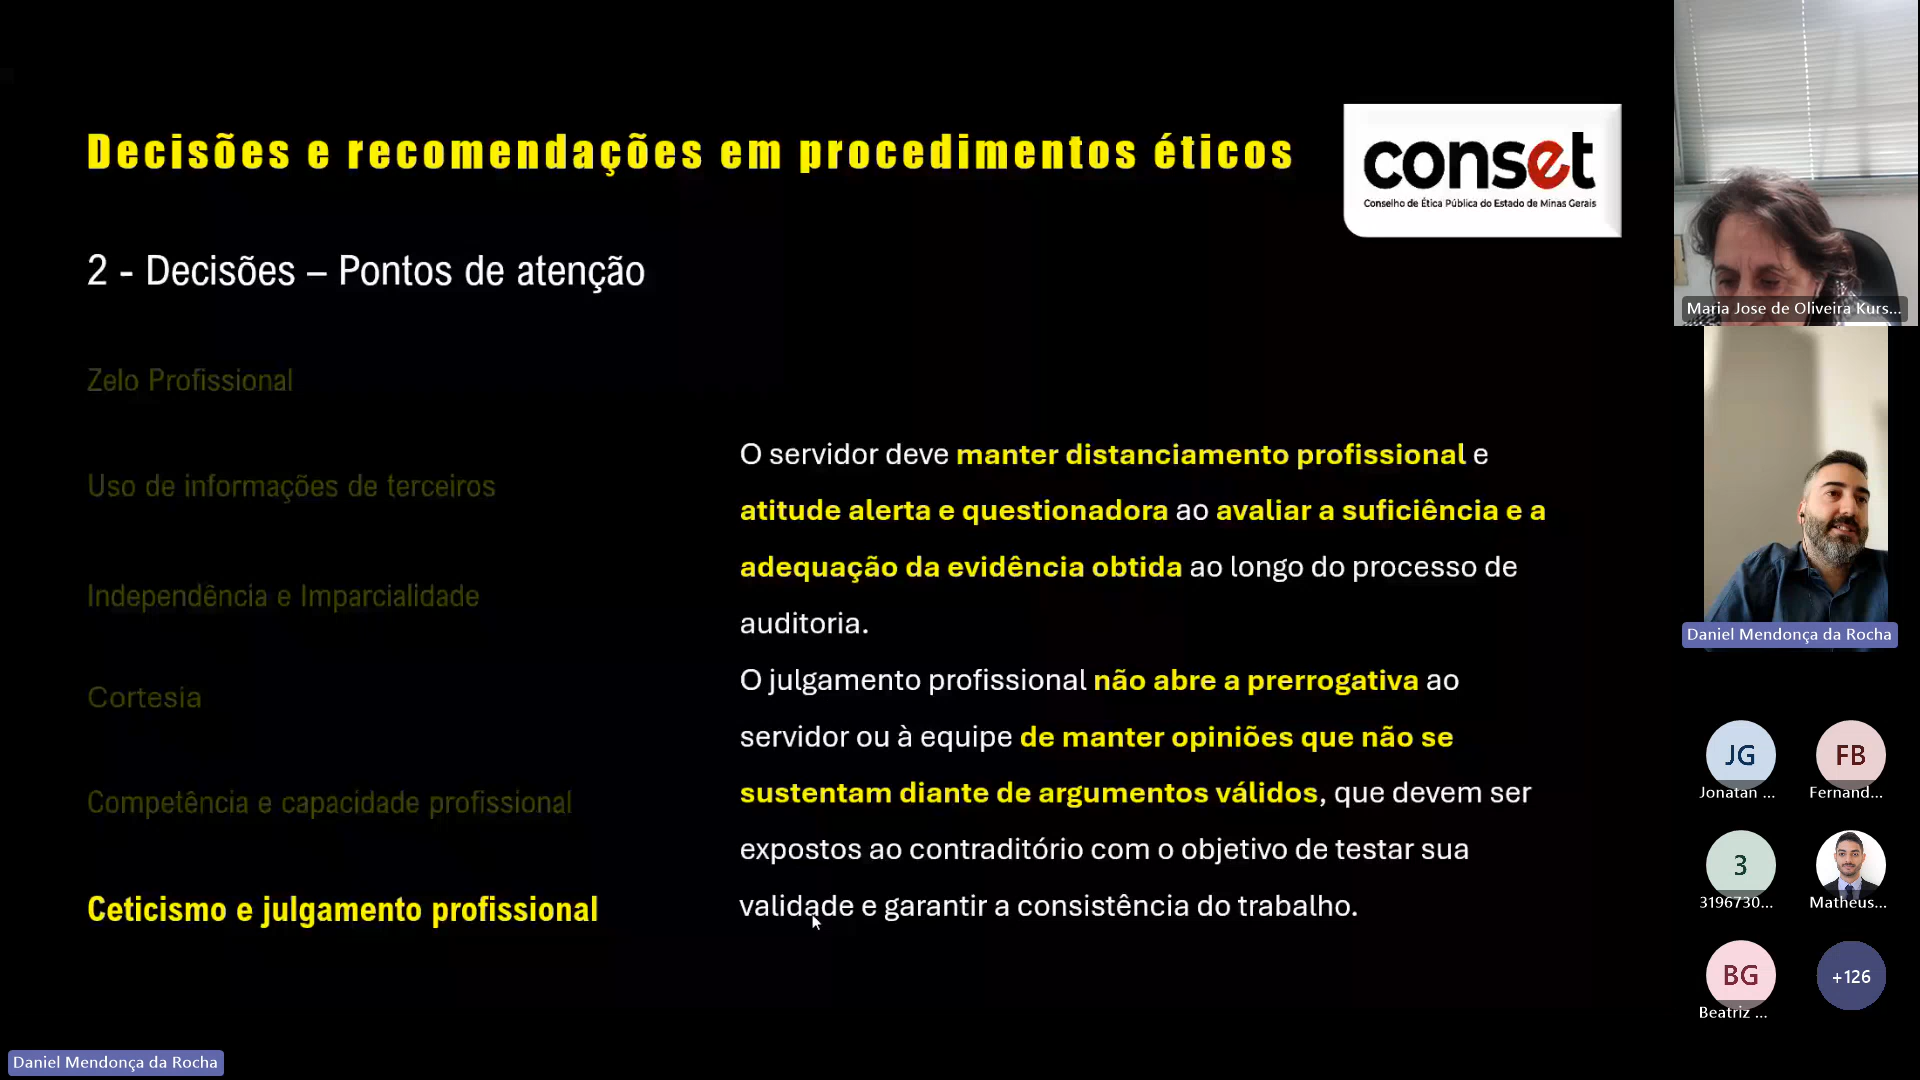 Decisões e recomendações em procedimentos éticos
conset
Conselho de Ética Pública do Estado de Minas Gerais
2 - Decisões – Pontos de atenção
Zelo Profissional
Uso de informações de terceiros
Independência e Imparcialidade
Cortesia
Competência e capacidade profissional
Ceticismo e julgamento profissional
O servidor deve manter distanciamento profissional e
atitude alerta e questionadora ao avaliar a suficiência e a
adequação da evidência obtida ao longo do processo de
auditoria.
O julgamento profissional não abre a prerrogativa ao
servidor ou à equipe de manter opiniões que não se
sustentam diante de argumentos válidos, que devem ser
expostos ao contraditório com o objetivo de testar sua
validade e garantir a consistência do trabalho.
Maria Jose de Oliveira Kurs...
Daniel Mendonça da Rocha
JG
Jonatan ...
FB
Fernand...
3
3196730...
Matheus...
BG
Beatriz ...
+126
Daniel Mendonça da Rocha